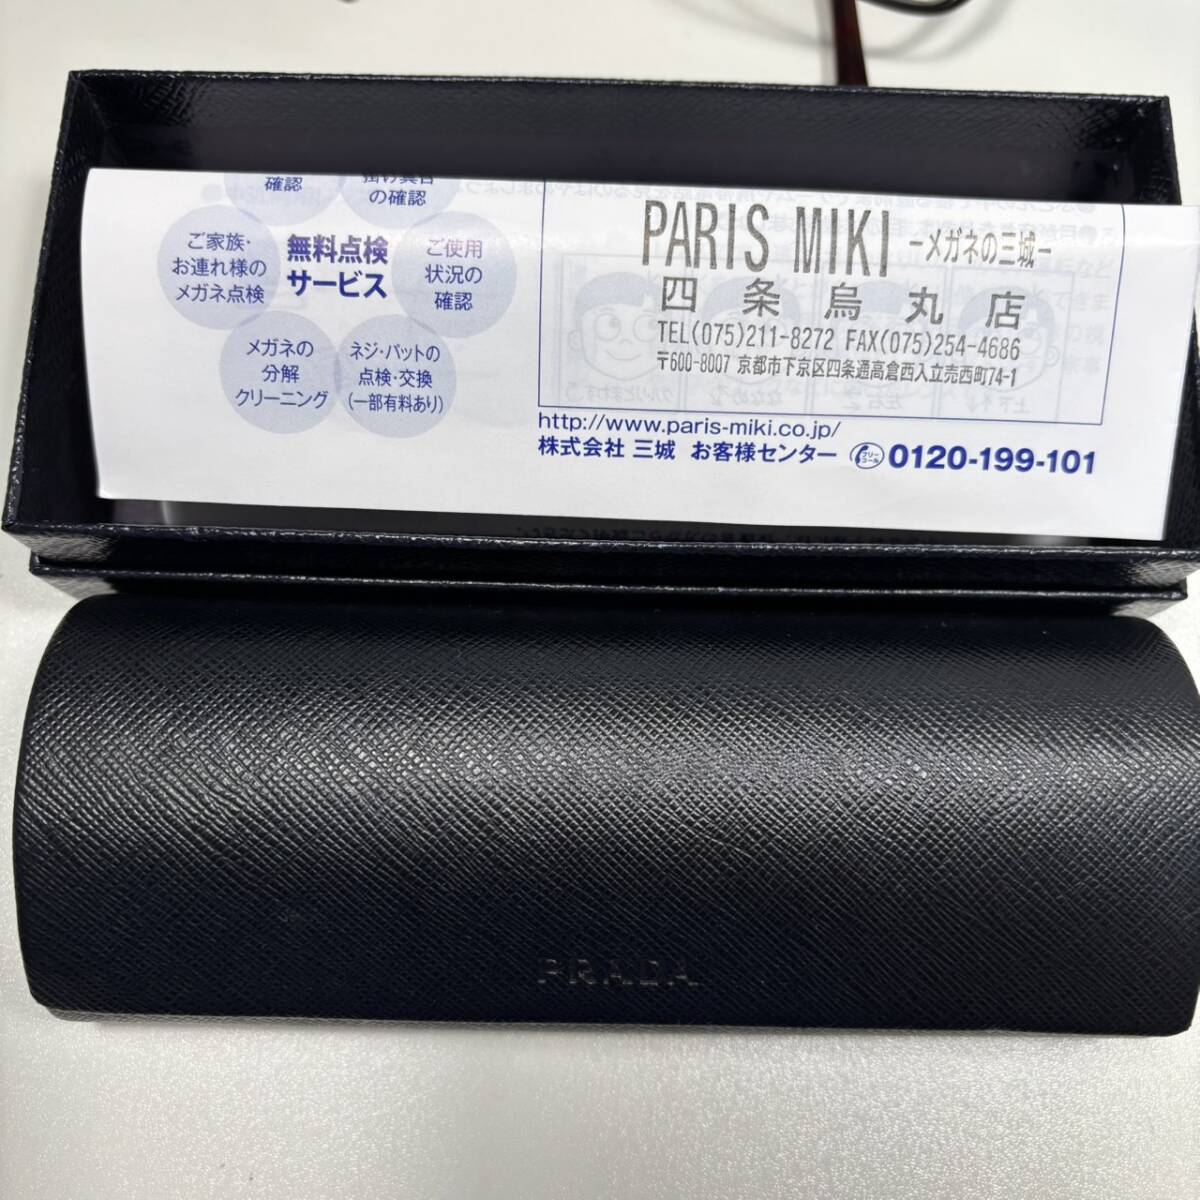 確認
の確認
ご家族・
お連れ様の
メガネ点検
無料点検
サービス
ご使用
状況の
確認
メガネの
分解
クリーニング
ネジ・パットの
点検・交換
(一部有料あり)
PARIS MIKI -メガネの三城-
四条烏丸店
TEL(075)211-8272 FAX(075)254-4686
〒600-8007 京都市下京区四条通高倉西入立売西町74-1
http://www.paris-miki.co.jp/
株式会社 三城 お客様センター フリーコール 0120-199-101
PRADA